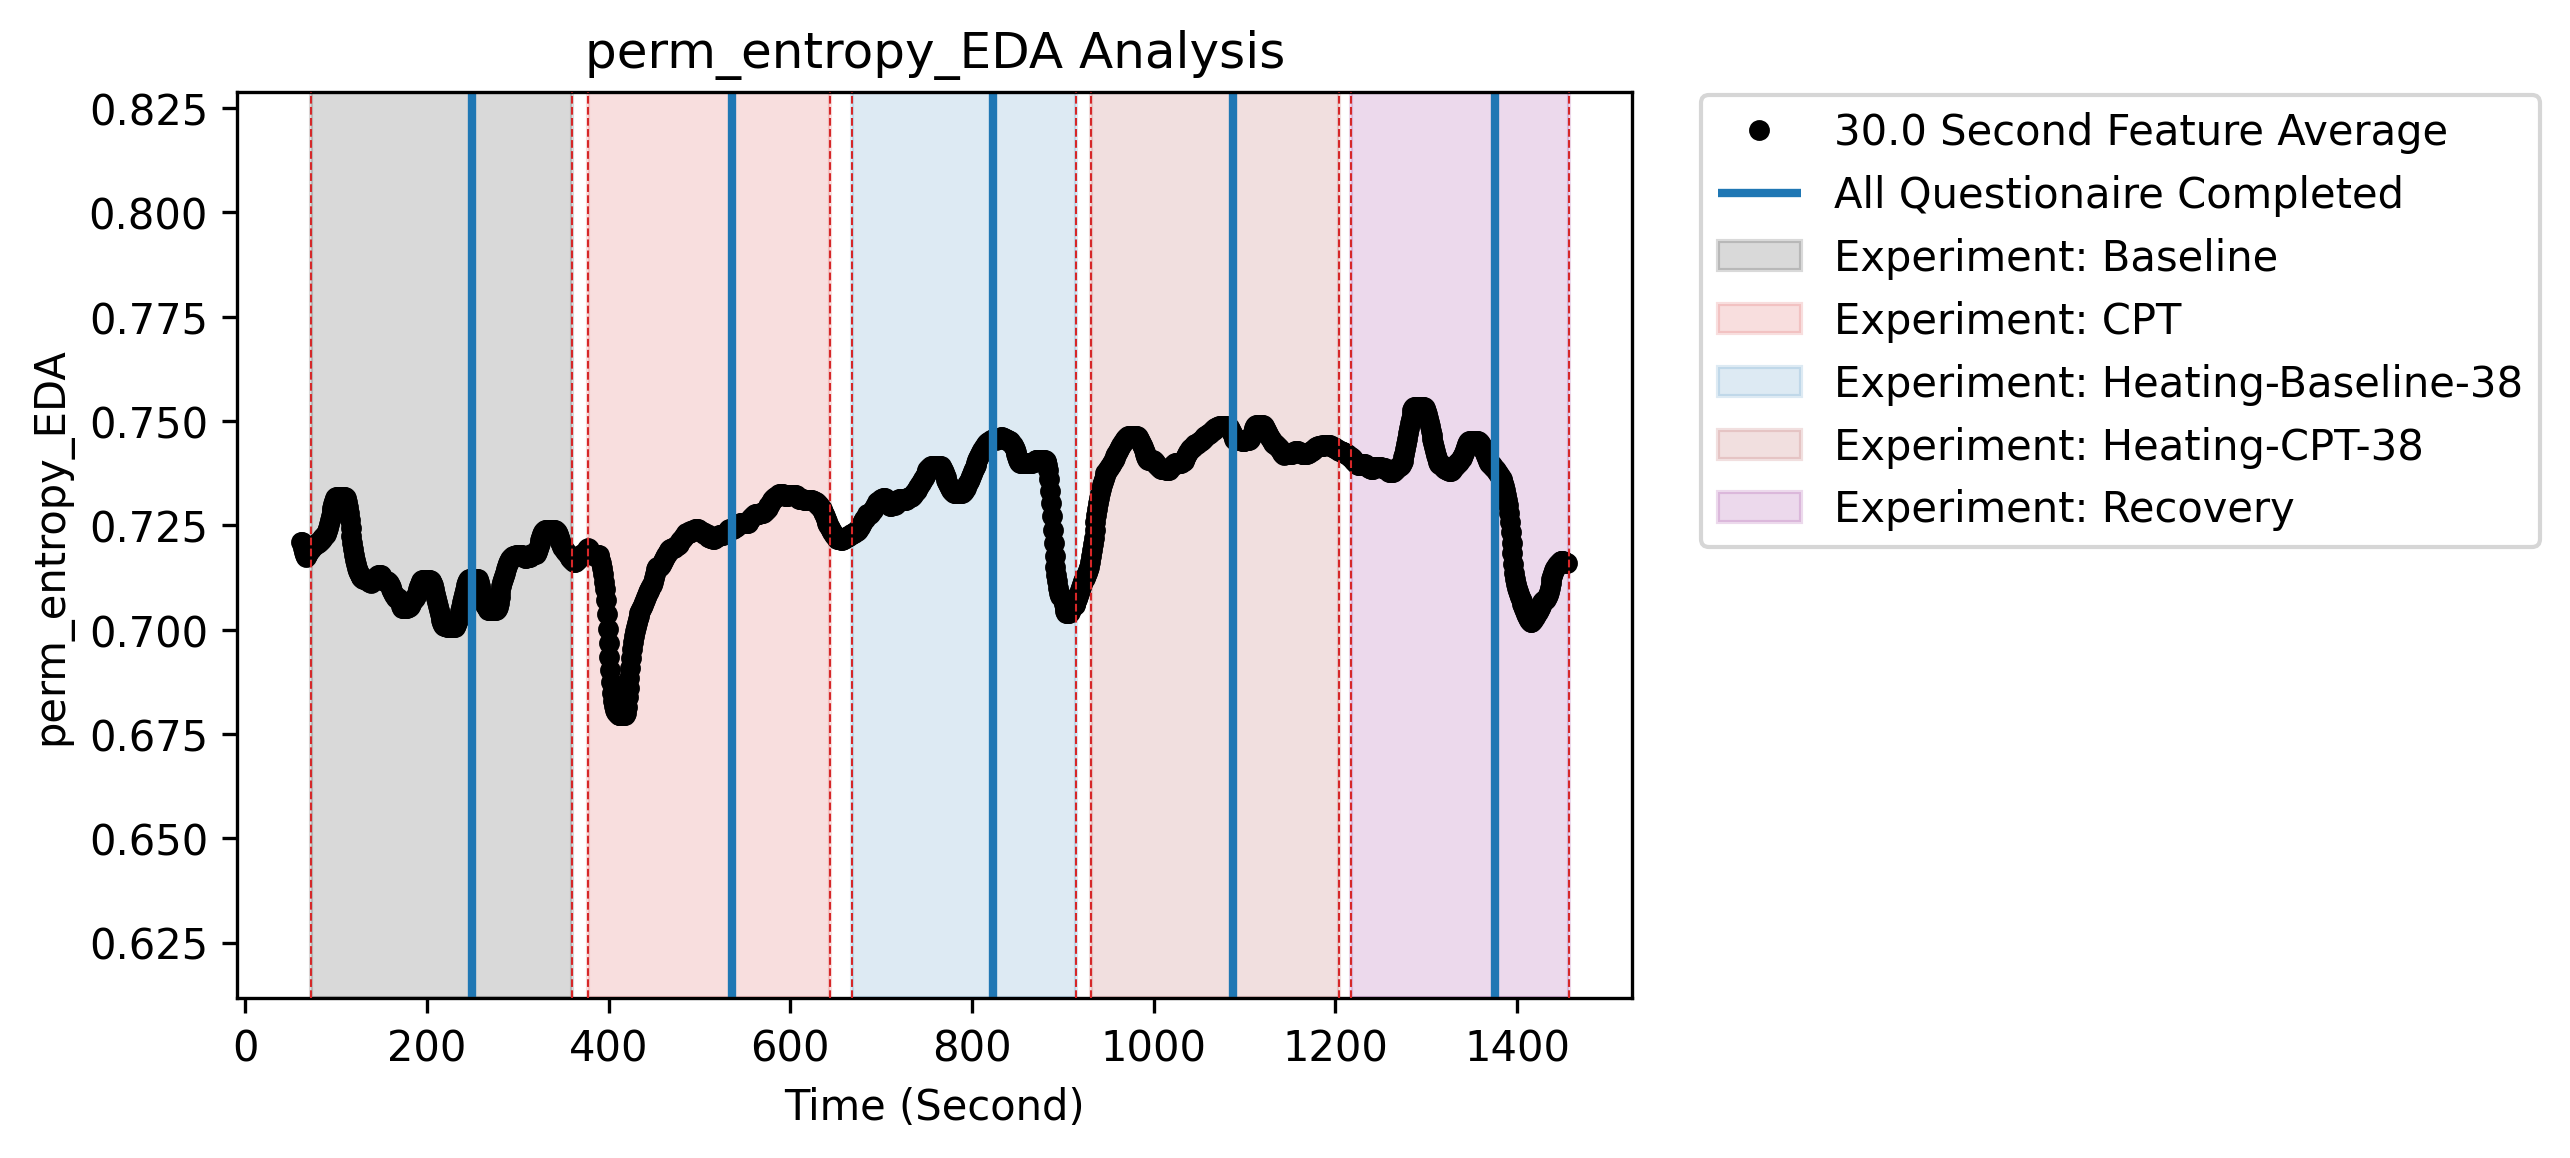 perm_entropy_EDA Analysis
0.825
0.800
0.775
0.750
0.725
0.700
0.675
0.650
0.625
perm_entropy_EDA
0 200 400 600 800 1000 1200 1400
Time (Second)
30.0 Second Feature Average
All Questionaire Completed
Experiment: Baseline
Experiment: CPT
Experiment: Heating-Baseline-38
Experiment: Heating-CPT-38
Experiment: Recovery